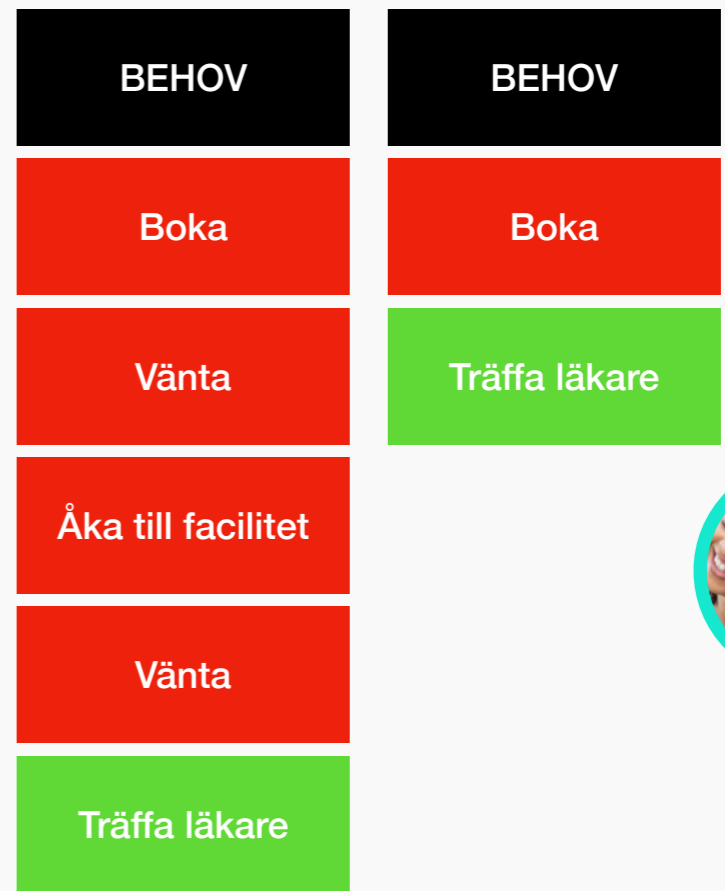 BEHOV
Boka
Vänta
Åka till facilitet
Vänta
Träffa läkare
BEHOV
Boka
Träffa läkare